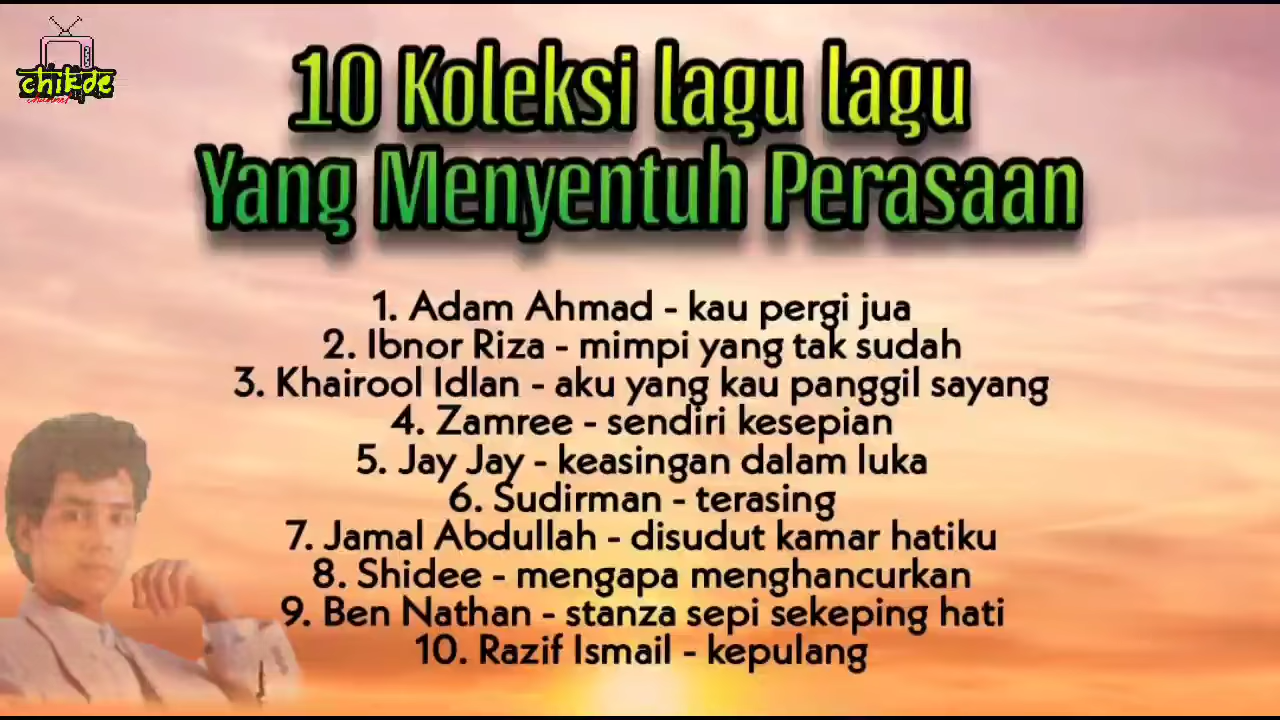 chikde
channel
10 Koleksi lagu lagu
Yang Menyentuh Perasaan
1. Adam Ahmad - kau pergi jua
2. Ibnor Riza - mimpi yang tak sudah
3. Khairool Idlan - aku yang kau panggil sayang
4. Zamree - sendiri kesepian
5. Jay Jay - keasingan dalam luka
6. Sudirman - terasing
7. Jamal Abdullah - disudut kamar hatiku
8. Shidee - mengapa menghancurkan
9. Ben Nathan - stanza sepi sekeping hati
10. Razif Ismail - kepulang